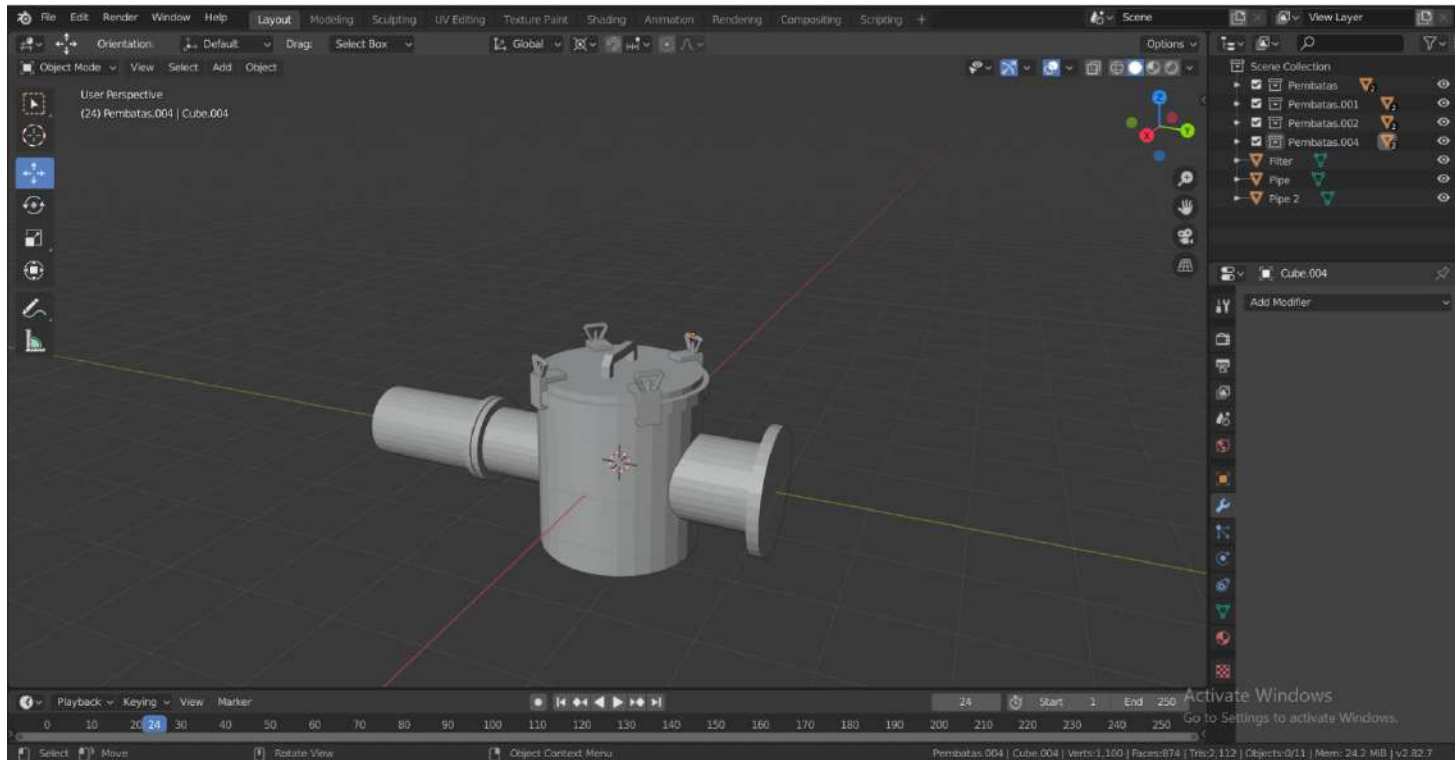 File Edit Render Window Help Layout Modeling Sculpting UV Editing Texture Paint Shading Animation Rendering Compositing Scripting + Scene View Layer
Orientation: Default Drag: Select Box Global Options
Object Mode View Select Add Object
User Perspective
(24) Pembatas.004 | Cube.004
Z
Y
X
Scene Collection
Pembatas 2
Pembatas.001 2
Pembatas.002 2
Pembatas.004 2
Filter
Pipe
Pipe 2
Cube.004
Add Modifier
Playback Keying View Marker 24 Start 1 End 250
0 10 20 24 30 40 50 60 70 80 90 100 110 120 130 140 150 160 170 180 190 200 210 220 230 240 250
Activate Windows
Go to Settings to activate Windows.
Select Move Rotate View Object Context Menu Pembatas.004 | Cube.004 | Verts:1,100 | Faces:874 | Tris:2,112 | Objects:0/11 | Mem: 24.2 MiB | v2.82.7